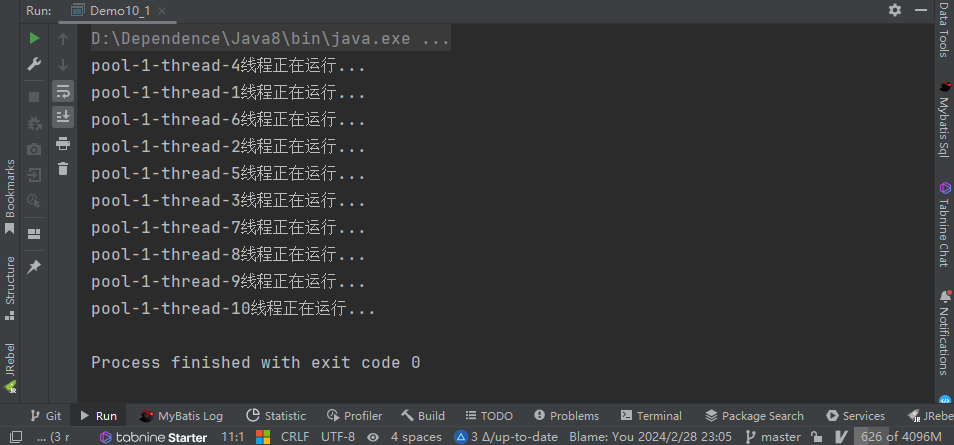 Run: Demo10_1
D:\Dependence\Java8\bin\java.exe ...
pool-1-thread-4线程正在运行...
pool-1-thread-1线程正在运行...
pool-1-thread-6线程正在运行...
pool-1-thread-2线程正在运行...
pool-1-thread-5线程正在运行...
pool-1-thread-3线程正在运行...
pool-1-thread-7线程正在运行...
pool-1-thread-8线程正在运行...
pool-1-thread-9线程正在运行...
pool-1-thread-10线程正在运行...
Process finished with exit code 0
Bookmarks
Structure
JRebel
Data Tools
Mybatis Sql
Tabnine Chat
Notifications
Git Run MyBatis Log Statistic Profiler Build TODO Problems Terminal Package Search Services JRebe
... (3 r tabnine Starter 11:1 CRLF UTF-8 4 spaces 3 Δ/up-to-date Blame: You 2024/2/28 23:05 master 626 of 4096M